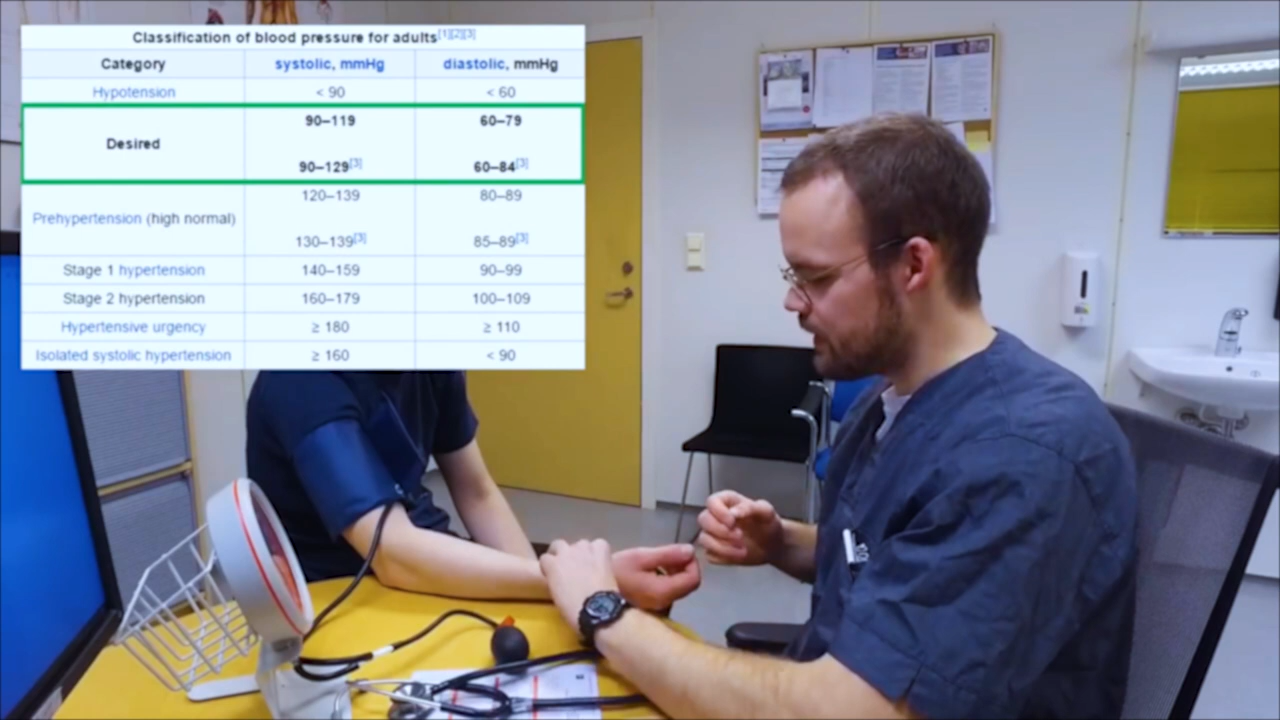 Classification of blood pressure for adults[1][2][3]
Category systolic, mmHg diastolic, mmHg
Hypotension < 90 < 60
Desired 90–119 60–79
90–129[3] 60–84[3]
Prehypertension (high normal) 120–139 80–89
130–139[3] 85–89[3]
Stage 1 hypertension 140–159 90–99
Stage 2 hypertension 160–179 100–109
Hypertensive urgency ≥ 180 ≥ 110
Isolated systolic hypertension ≥ 160 < 90